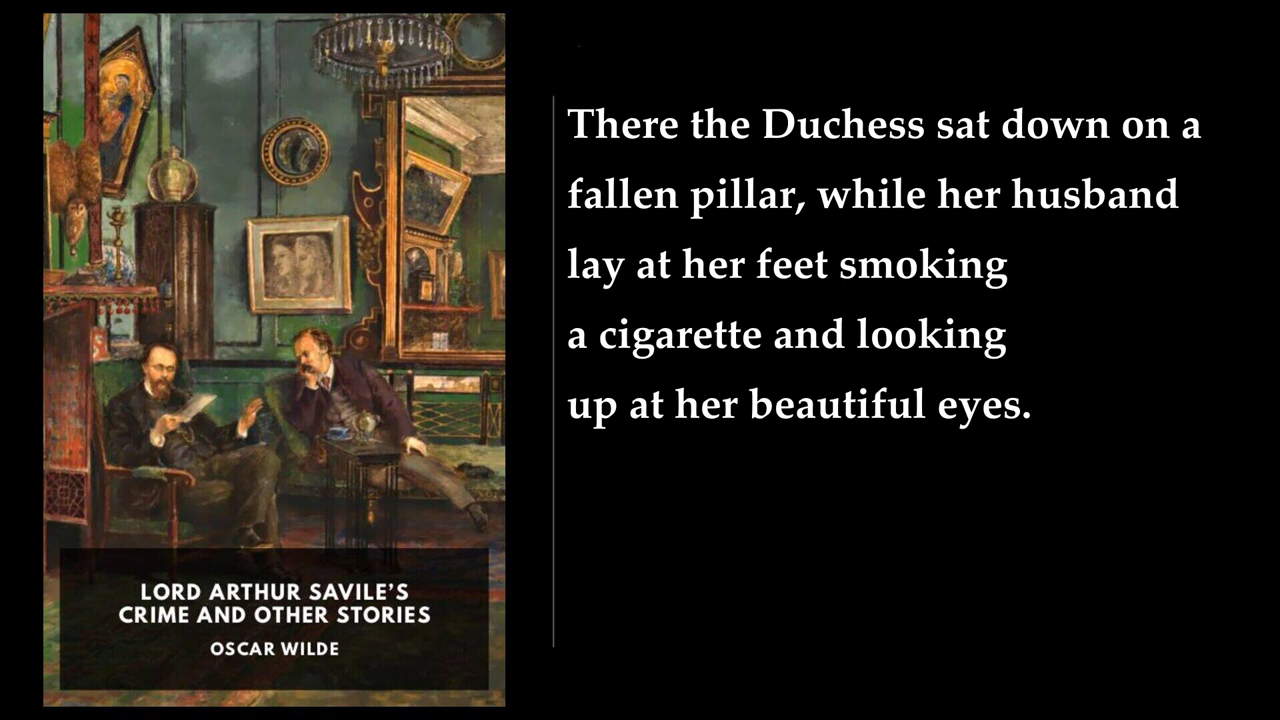 LORD ARTHUR SAVILE’S
CRIME AND OTHER STORIES
OSCAR WILDE
There the Duchess sat down on a
fallen pillar, while her husband
lay at her feet smoking
a cigarette and looking
up at her beautiful eyes.